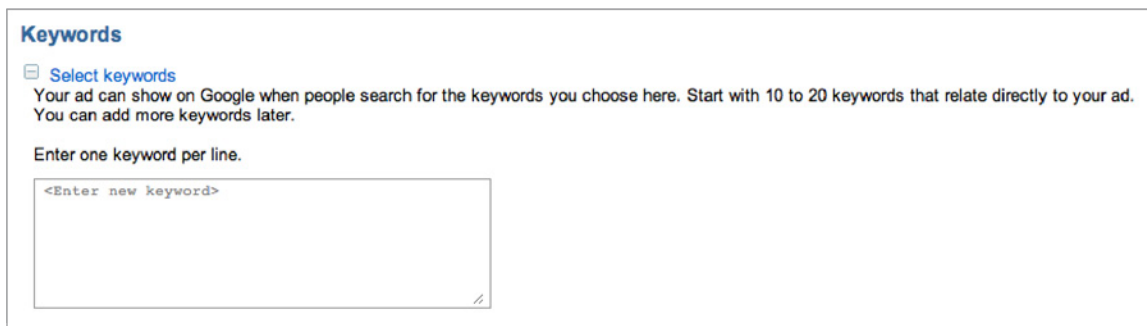 Keywords
Select keywords
Your ad can show on Google when people search for the keywords you choose here. Start with 10 to 20 keywords that relate directly to your ad.
You can add more keywords later.
Enter one keyword per line.
<Enter new keyword>